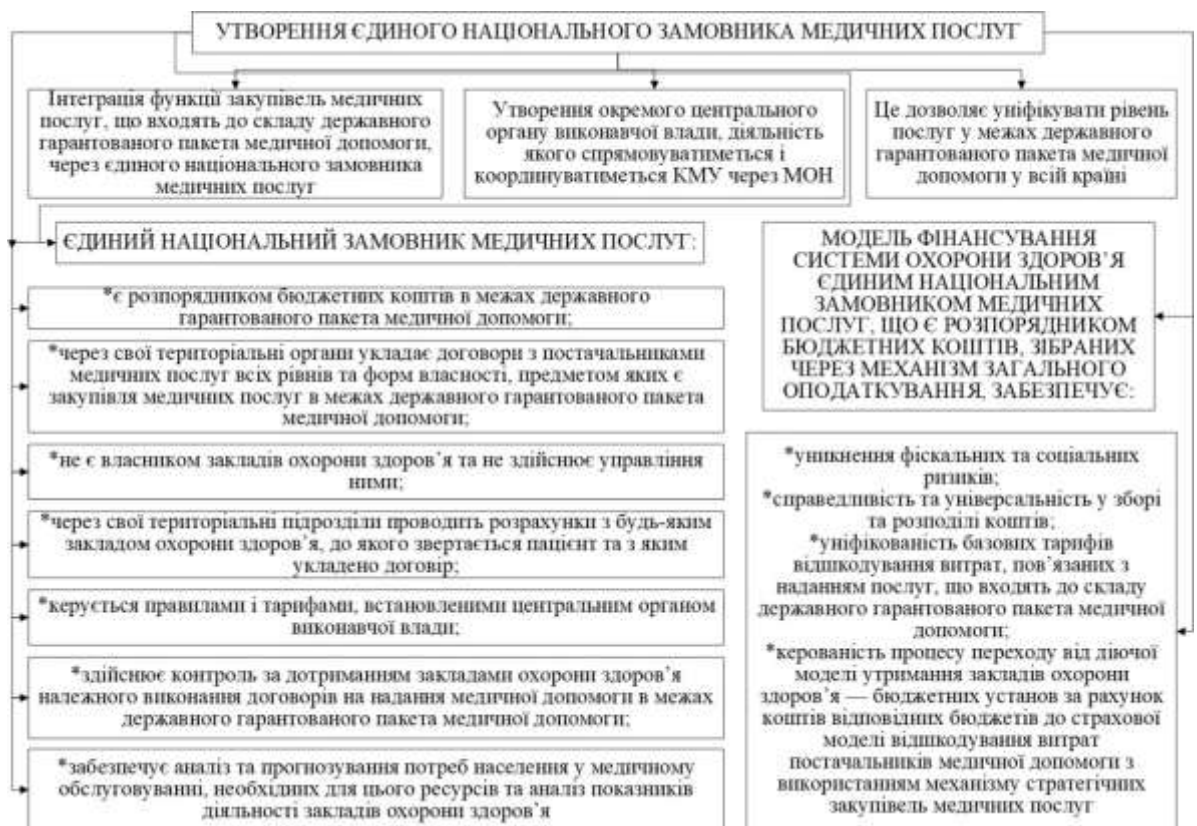 УТВОРЕННЯ ЄДИНОГО НАЦІОНАЛЬНОГО ЗАМОВНИКА МЕДИЧНИХ ПОСЛУГ
Інтеграція функції закупівель медичних
послуг, що входять до складу державного
гарантованого пакета медичної допомоги,
через єдиного національного замовника
медичних послуг
Утворення окремого центрального
органу виконавчої влади, діяльність
якого спрямовуватиметься і
координуватиметься КМУ через МОН
Це дозволяє уніфікувати рівень
послуг у межах державного
гарантованого пакета медичної
допомоги у всій країні
ЄДИНИЙ НАЦІОНАЛЬНИЙ ЗАМОВНИК МЕДИЧНИХ ПОСЛУГ:
*є розпорядником бюджетних коштів в межах державного
гарантованого пакета медичної допомоги;
*через свої територіальні органи укладає договори з постачальниками
медичних послуг всіх рівнів та форм власності, предметом яких є
закупівля медичних послуг в межах державного гарантованого пакета
медичної допомоги;
*не є власником закладів охорони здоров’я та не здійснює управління
ними;
*через свої територіальні підрозділи проводить розрахунки з будь-яким
закладом охорони здоров’я, до якого звертається пацієнт та з яким
укладено договір;
*керується правилами і тарифами, встановленими центральним органом
виконавчої влади;
*здійснює контроль за дотриманням закладами охорони здоров’я
належного виконання договорів на надання медичної допомоги в межах
державного гарантованого пакета медичної допомоги;
*забезпечує аналіз та прогнозування потреб населення у медичному
обслуговуванні, необхідних для цього ресурсів та аналіз показників
діяльності закладів охорони здоров’я
МОДЕЛЬ ФІНАНСУВАННЯ
СИСТЕМИ ОХОРОНИ ЗДОРОВ’Я
ЄДИНИМ НАЦІОНАЛЬНИМ
ЗАМОВНИКОМ МЕДИЧНИХ
ПОСЛУГ, ЩО Є РОЗПОРЯДНИКОМ
БЮДЖЕТНИХ КОШТІВ, ЗІБРАНИХ
ЧЕРЕЗ МЕХАНІЗМ ЗАГАЛЬНОГО
ОПОДАТКУВАННЯ, ЗАБЕЗПЕЧУЄ:
*уникнення фіскальних та соціальних
ризиків;
*справедливість та універсальність у зборі
та розподілі коштів;
*уніфікованість базових тарифів
відшкодування витрат, пов’язаних з
наданням послуг, що входять до складу
державного гарантованого пакета медичної
допомоги;
*керованість процесу переходу від діючої
моделі утримання закладів охорони
здоров’я — бюджетних установ за рахунок
коштів відповідних бюджетів до страхової
моделі відшкодування витрат
постачальників медичної допомоги з
використанням механізму стратегічних
закупівель медичних послуг